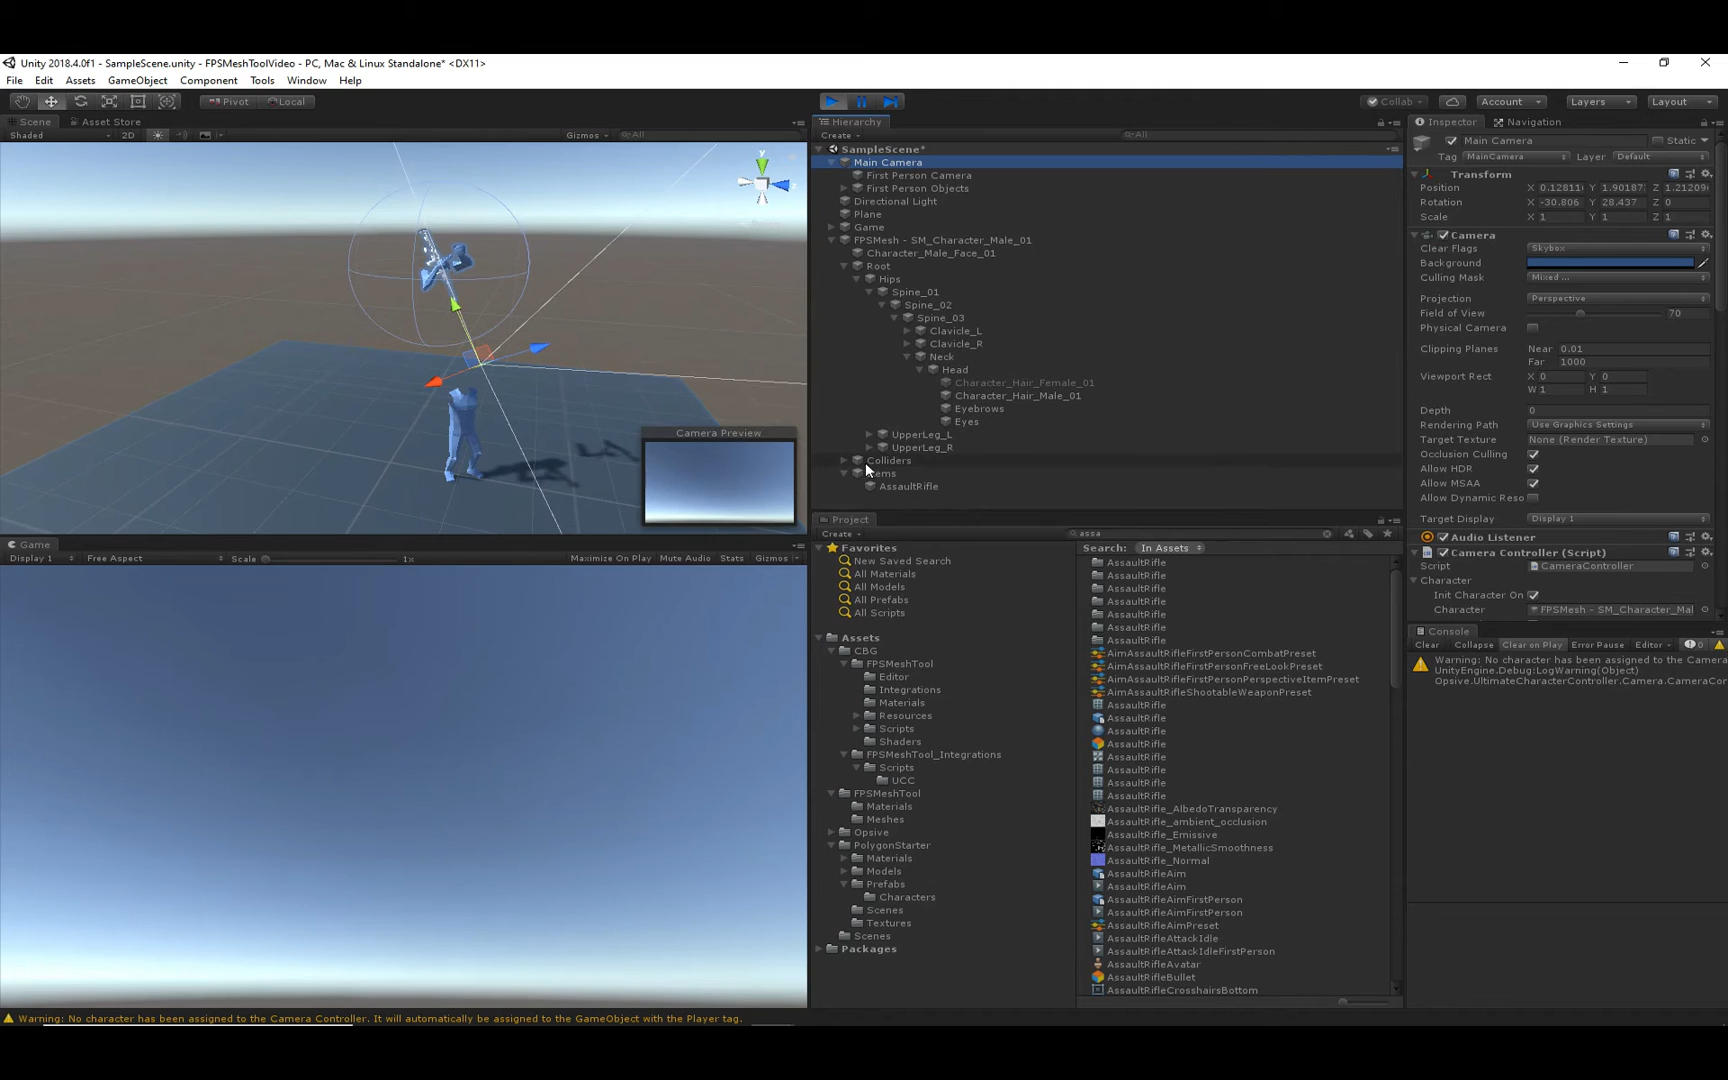 Unity 2018.4.0f1 - SampleScene.unity - FPSMeshToolVideo - PC, Mac & Linux Standalone* <DX11>
File Edit Assets GameObject Component Tools Window Help
Pivot Local
Collab Account Layers Layout
Scene Asset Store
Shaded 2D Gizmos All
y
Camera Preview
Game
Display 1 Free Aspect Scale 1x Maximize On Play Mute Audio Stats Gizmos
Hierarchy
Create All
SampleScene*
Main Camera
First Person Camera
First Person Objects
Directional Light
Plane
Game
FPSMesh - SM_Character_Male_01
Character_Male_Face_01
Root
Hips
Spine_01
Spine_02
Spine_03
Clavicle_L
Clavicle_R
Neck
Head
Character_Hair_Female_01
Character_Hair_Male_01
Eyebrows
Eyes
UpperLeg_L
UpperLeg_R
Colliders
ems
AssaultRifle
Project
Create assa
Favorites
New Saved Search
All Materials
All Models
All Prefabs
All Scripts
Assets
CBG
FPSMeshTool
Editor
Integrations
Materials
Resources
Scripts
Shaders
FPSMeshTool_Integrations
Scripts
UCC
FPSMeshTool
Materials
Meshes
Opsive
PolygonStarter
Materials
Models
Prefabs
Characters
Scenes
Textures
Scenes
Packages
Search: In Assets
AssaultRifle
AssaultRifle
AssaultRifle
AssaultRifle
AssaultRifle
AssaultRifle
AssaultRifle
AimAssaultRifleFirstPersonCombatPreset
AimAssaultRifleFirstPersonFreeLookPreset
AimAssaultRifleFirstPersonPerspectiveItemPreset
AimAssaultRifleShootableWeaponPreset
AssaultRifle
AssaultRifle
AssaultRifle
AssaultRifle
AssaultRifle
AssaultRifle
AssaultRifle
AssaultRifle
AssaultRifle_AlbedoTransparency
AssaultRifle_ambient_occlusion
AssaultRifle_Emissive
AssaultRifle_MetallicSmoothness
AssaultRifle_Normal
AssaultRifleAim
AssaultRifleAim
AssaultRifleAimFirstPerson
AssaultRifleAimFirstPerson
AssaultRifleAimPreset
AssaultRifleAttackIdle
AssaultRifleAttackIdleFirstPerson
AssaultRifleAvatar
AssaultRifleBullet
AssaultRifleCrosshairsBottom
Inspector Navigation
Main Camera Static
Tag MainCamera Layer Default
Transform
Position X 0.12811 Y 1.90187 Z 1.21209
Rotation X -30.806 Y 28.437 Z 0
Scale X 1 Y 1 Z 1
Camera
Clear Flags Skybox
Background
Culling Mask Mixed ...
Projection Perspective
Field of View 70
Physical Camera
Clipping Planes Near 0.01
Far 1000
Viewport Rect X 0 Y 0
W 1 H 1
Depth 0
Rendering Path Use Graphics Settings
Target Texture None (Render Texture)
Occlusion Culling
Allow HDR
Allow MSAA
Allow Dynamic Reso
Target Display Display 1
Audio Listener
Camera Controller (Script)
Script CameraController
Character
Init Character On
Character FPSMesh - SM_Character_Mal
Console
Clear Collapse Clear on Play Error Pause Editor 0
Warning: No character has been assigned to the Camera
UnityEngine.Debug:LogWarning(Object)
Opsive.UltimateCharacterController.Camera.CameraCor
Warning: No character has been assigned to the Camera Controller. It will automatically be assigned to the GameObject with the Player tag.